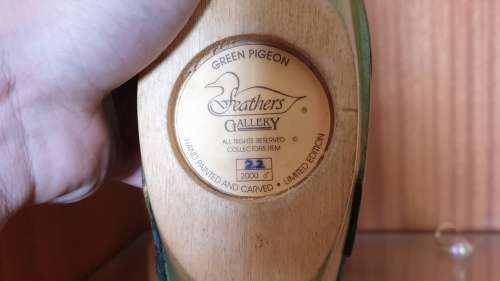 GREEN PIGEON
Feathers ®
GALLERY
ALL RIGHTS RESERVED ©
COLLECTORS ITEM
22
2000 ♂
HAND PAINTED AND CARVED • LIMITED EDITION